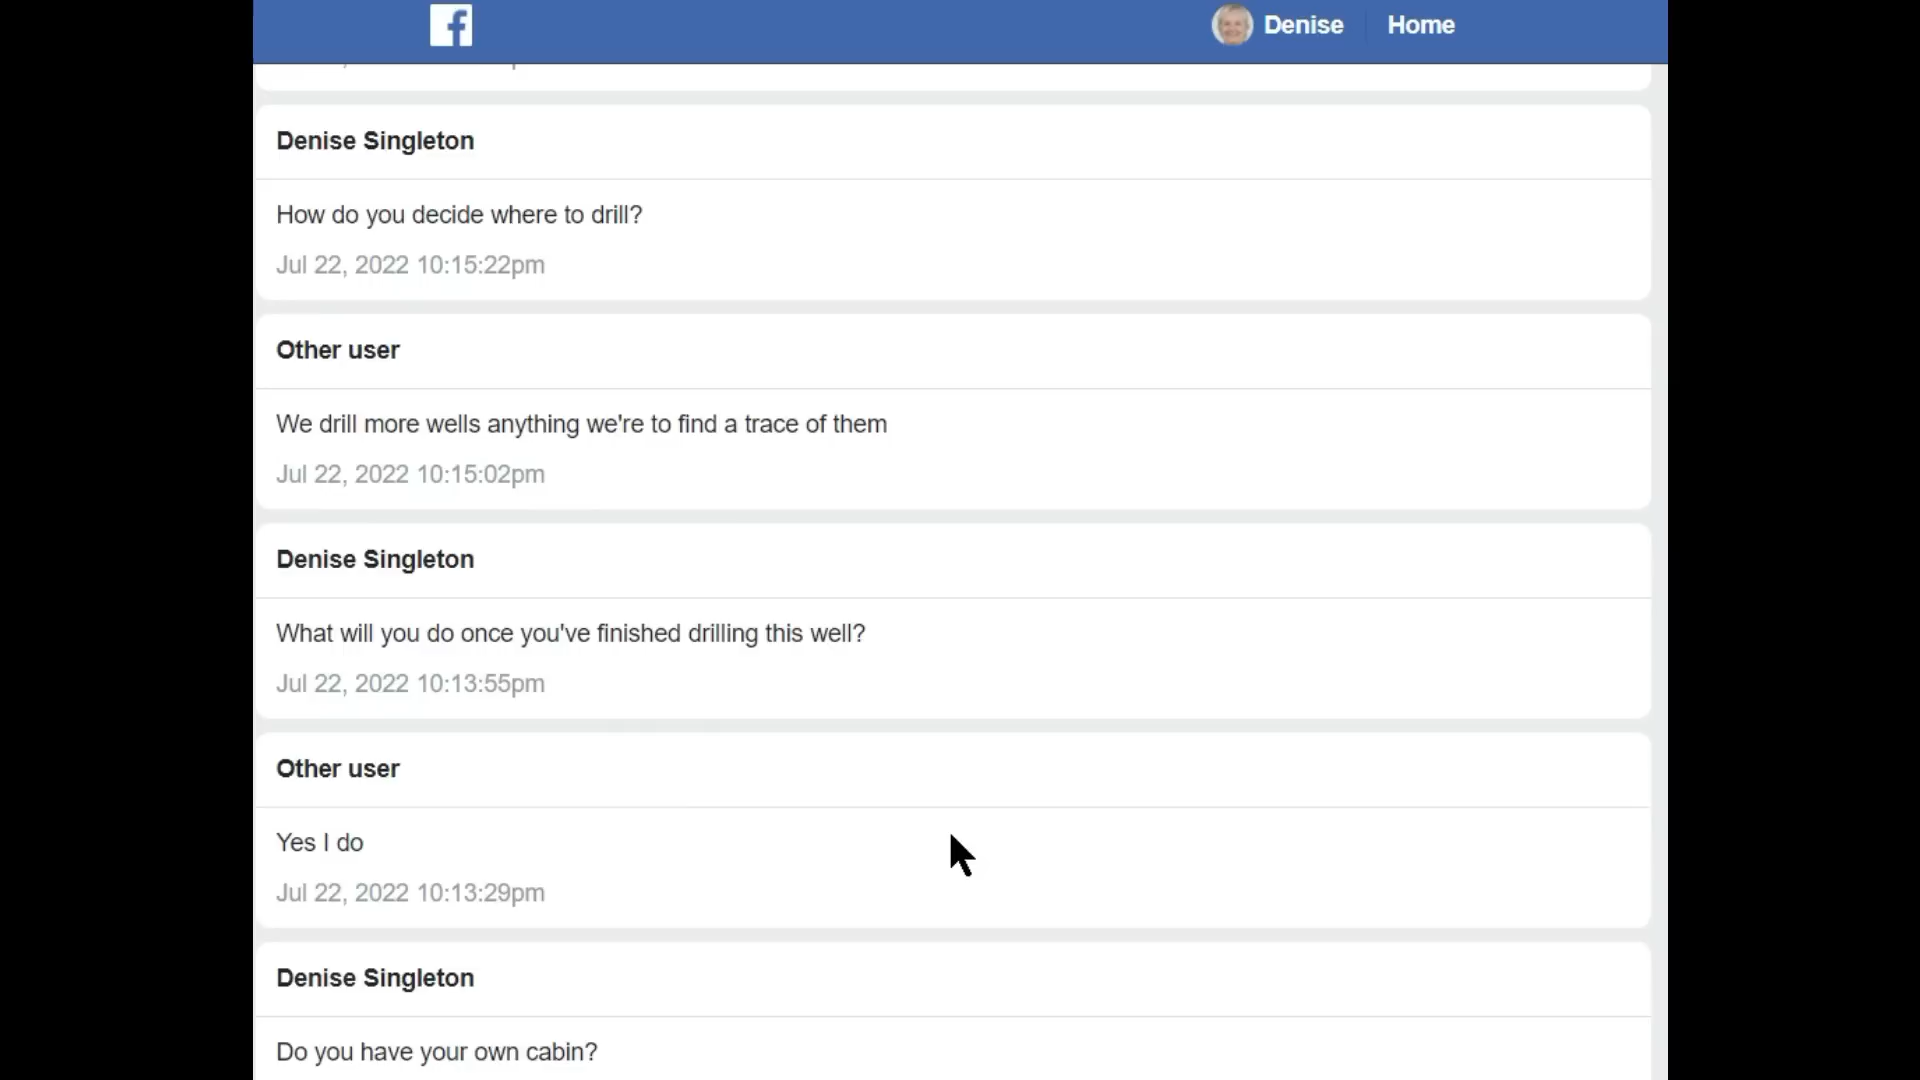 Denise
Home
Denise Singleton
How do you decide where to drill?
Jul 22, 2022 10:15:22pm
Other user
We drill more wells anything we're to find a trace of them
Jul 22, 2022 10:15:02pm
Denise Singleton
What will you do once you've finished drilling this well?
Jul 22, 2022 10:13:55pm
Other user
Yes I do
Jul 22, 2022 10:13:29pm
Denise Singleton
Do you have your own cabin?